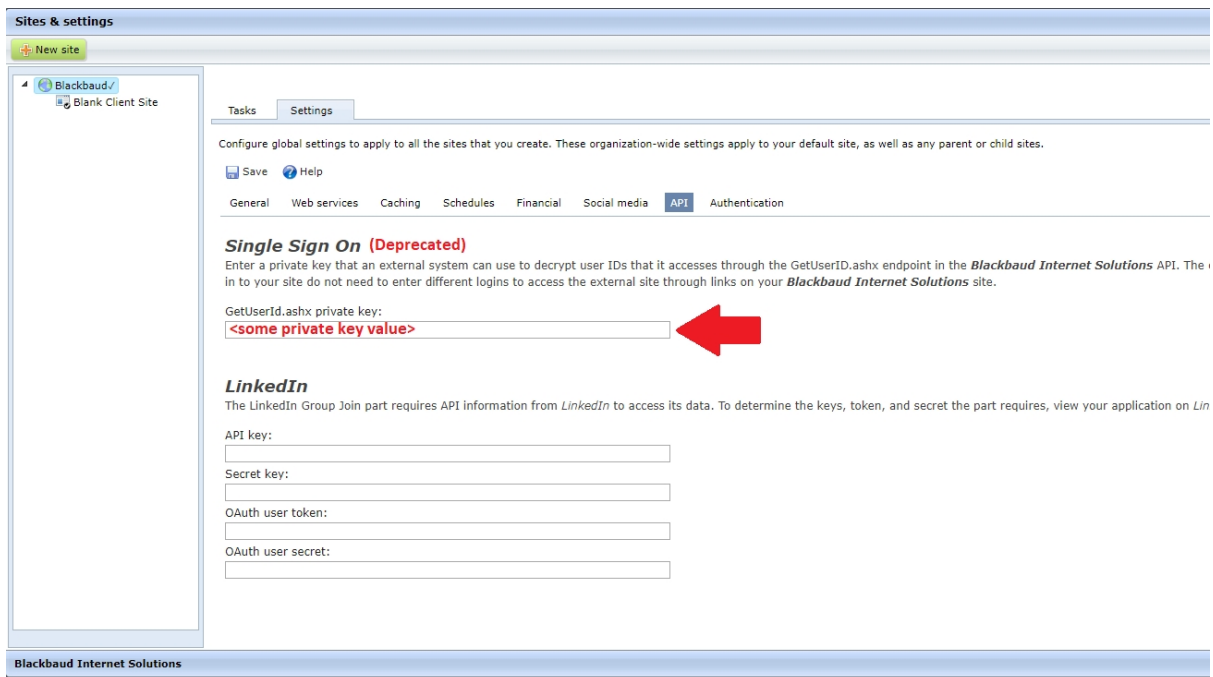 Sites & settings
New site
Blackbaud✓
Blank Client Site
Tasks Settings
Configure global settings to apply to all the sites that you create. These organization-wide settings apply to your default site, as well as any parent or child sites.
Save Help
General Web services Caching Schedules Financial Social media API Authentication
Single Sign On (Deprecated)
Enter a private key that an external system can use to decrypt user IDs that it accesses through the GetUserID.ashx endpoint in the Blackbaud Internet Solutions API. The
in to your site do not need to enter different logins to access the external site through links on your Blackbaud Internet Solutions site.
GetUserId.ashx private key:
<some private key value>
LinkedIn
The LinkedIn Group Join part requires API information from LinkedIn to access its data. To determine the keys, token, and secret the part requires, view your application on Lin
API key:
Secret key:
OAuth user token:
OAuth user secret:
Blackbaud Internet Solutions